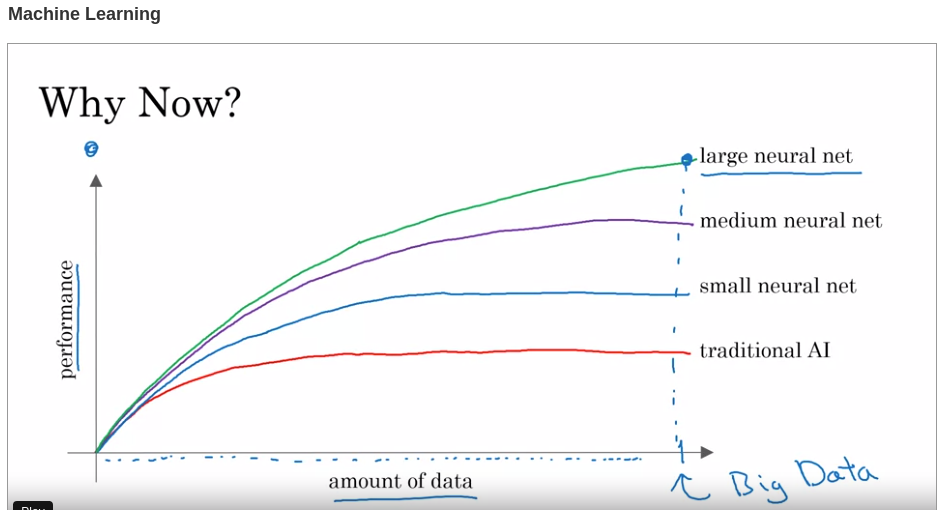 Machine Learning
Why Now?
large neural net
medium neural net
small neural net
traditional AI
performance
amount of data
Big Data